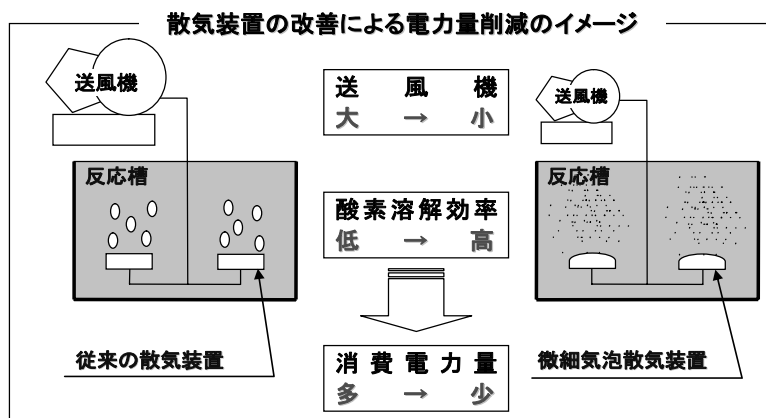 散気装置の改善による電力量削減のイメージ
送風機
反応槽
従来の散気装置
送風機
大 → 小
酸素溶解効率
低 → 高
消費電力量
多 → 少
送風機
反応槽
微細気泡散気装置